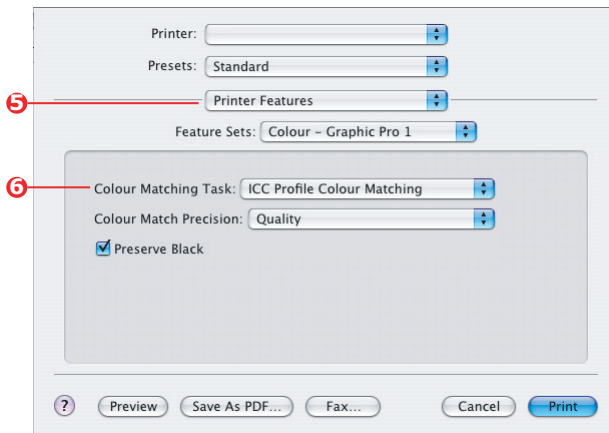 Printer:
Presets: Standard
5 Printer Features
Feature Sets: Colour – Graphic Pro 1
6 Colour Matching Task: ICC Profile Colour Matching
Colour Match Precision: Quality
Preserve Black
? Preview Save As PDF... Fax... Cancel Print